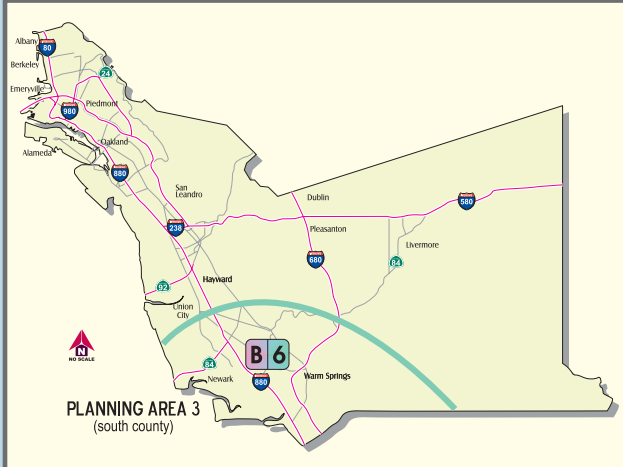 Albany
80
Berkeley
24
Emeryville
980
Piedmont
Oakland
Alameda
880
San
Leandro
Dublin
580
238
Pleasanton
Livermore
680
84
Hayward
92
Union
City
N
NO SCALE
B 6
84
Newark
880
Warm Springs
PLANNING AREA 3
(south county)